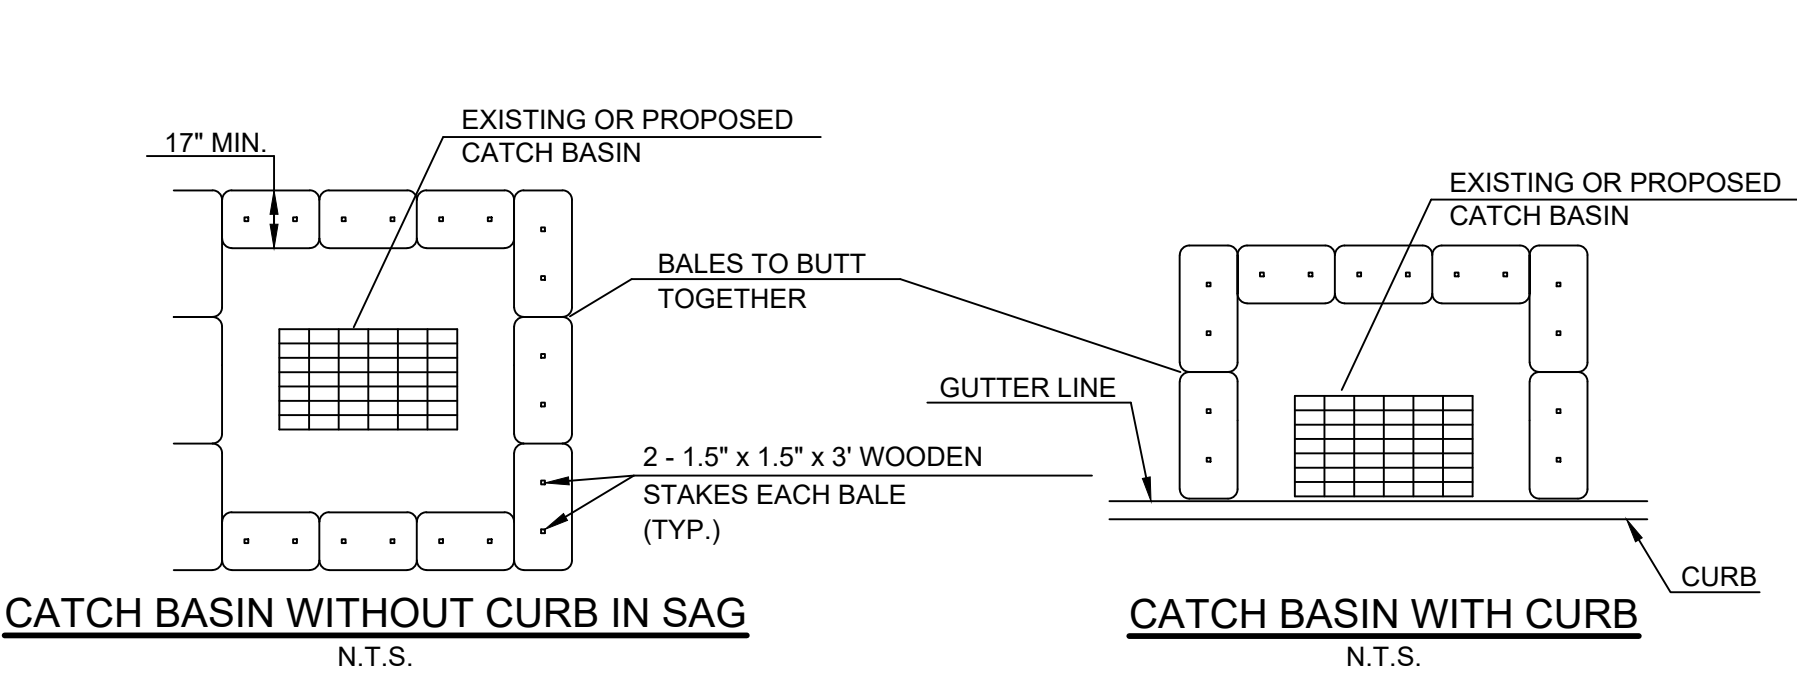 17" MIN.
EXISTING OR PROPOSED
CATCH BASIN
BALES TO BUTT
TOGETHER
2 - 1.5" x 1.5" x 3' WOODEN
STAKES EACH BALE
(TYP.)
CATCH BASIN WITHOUT CURB IN SAG
N.T.S.
EXISTING OR PROPOSED
CATCH BASIN
GUTTER LINE
CURB
CATCH BASIN WITH CURB
N.T.S.